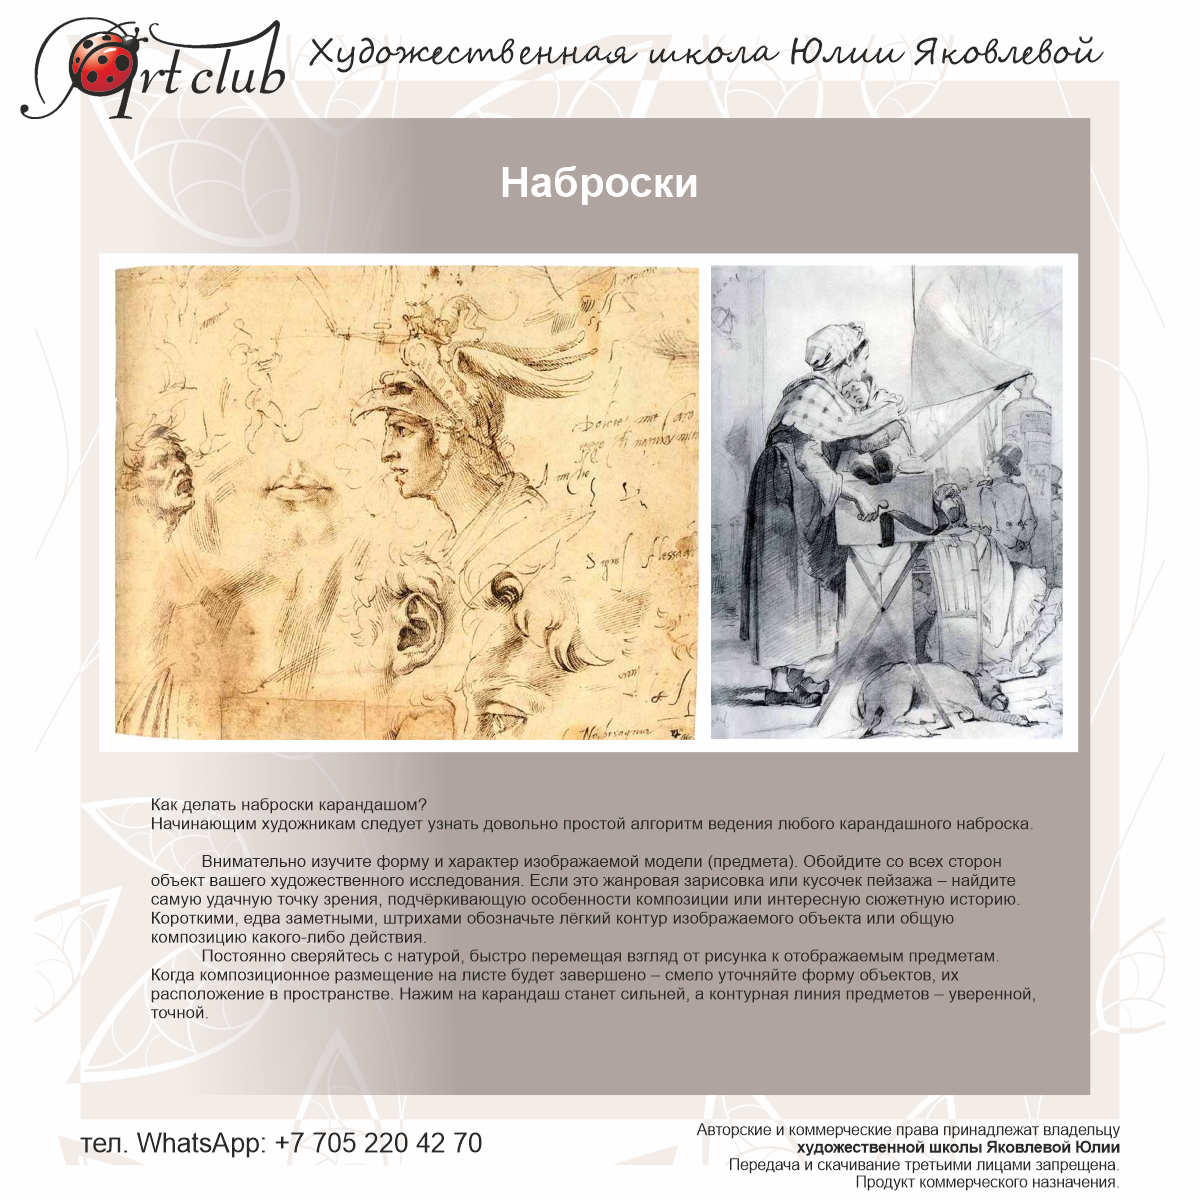 Art club
Художественная школа Юлии Яковлевой
Наброски
Как делать наброски карандашом?
Начинающим художникам следует узнать довольно простой алгоритм ведения любого карандашного наброска.
Внимательно изучите форму и характер изображаемой модели (предмета). Обойдите со всех сторон
объект вашего художественного исследования. Если это жанровая зарисовка или кусочек пейзажа – найдите
самую удачную точку зрения, подчёркивающую особенности композиции или интересную сюжетную историю.
Короткими, едва заметными, штрихами обозначьте лёгкий контур изображаемого объекта или общую
композицию какого-либо действия.
Постоянно сверяйтесь с натурой, быстро перемещая взгляд от рисунка к отображаемым предметам.
Когда композиционное размещение на листе будет завершено – смело уточняйте форму объектов, их
расположение в пространстве. Нажим на карандаш станет сильней, а контурная линия предметов – уверенной,
точной.
тел. WhatsApp: +7 705 220 42 70
Авторские и коммерческие права принадлежат владельцу
художественной школы Яковлевой Юлии
Передача и скачивание третьими лицами запрещена.
Продукт коммерческого назначения.